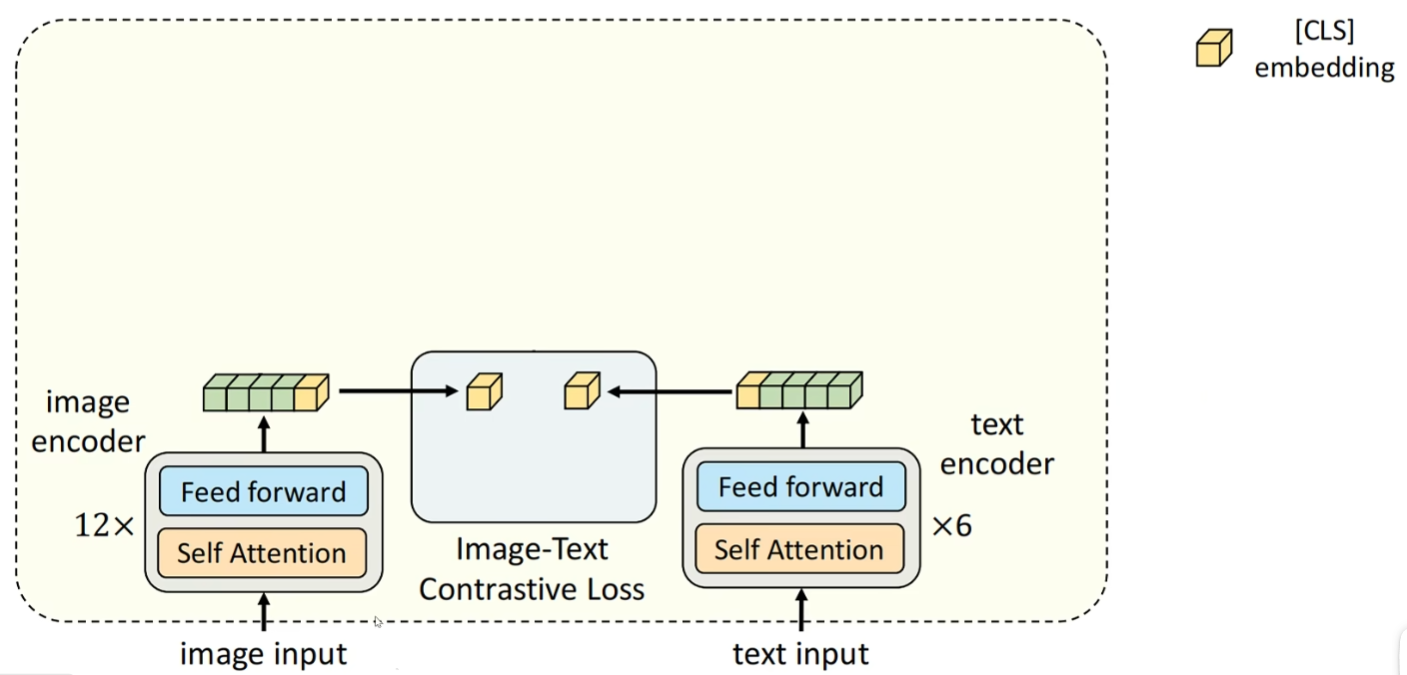 [CLS]
embedding
image
encoder
12×
Feed forward
Self Attention
image input
Image-Text
Contrastive Loss
Feed forward
Self Attention
text input
text
encoder
×6